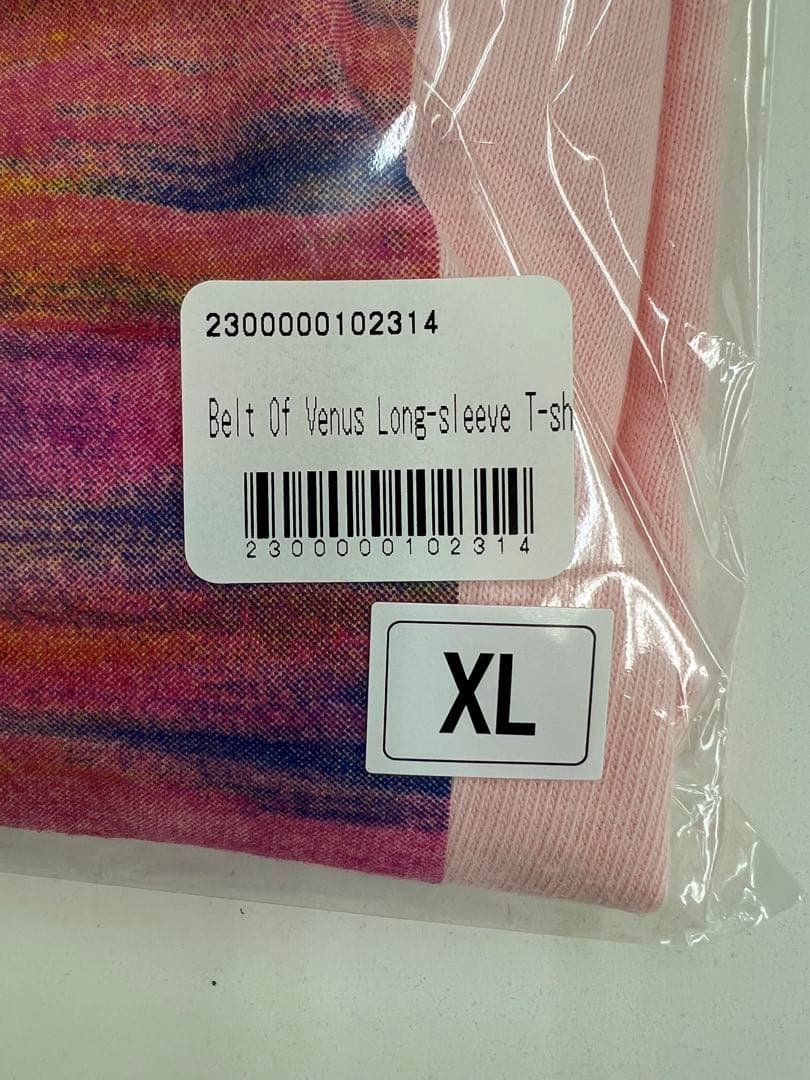 2300000102314
Belt Of Venus Long-sleeve T-sh
2300000102314
XL